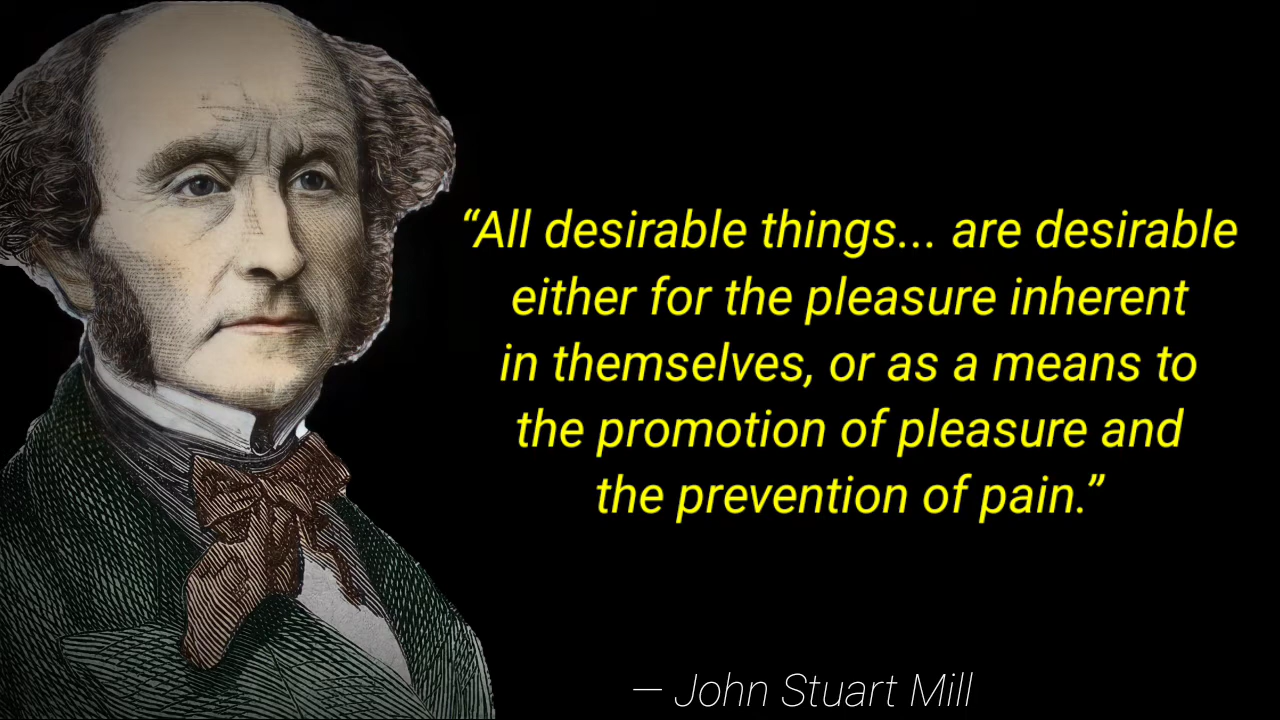 “All desirable things... are desirable
either for the pleasure inherent
in themselves, or as a means to
the promotion of pleasure and
the prevention of pain.”
— John Stuart Mill